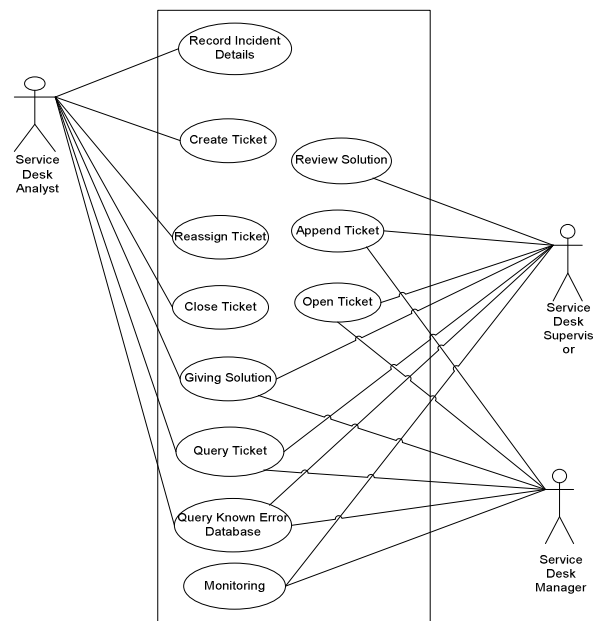 Record Incident
Details
Create Ticket
Review Solution
Service
Desk
Analyst
Reassign Ticket
Append Ticket
Close Ticket
Open Ticket
Service
Desk
Supervis
or
Giving Solution
Query Ticket
Query Known Error
Database
Monitoring
Service
Desk
Manager